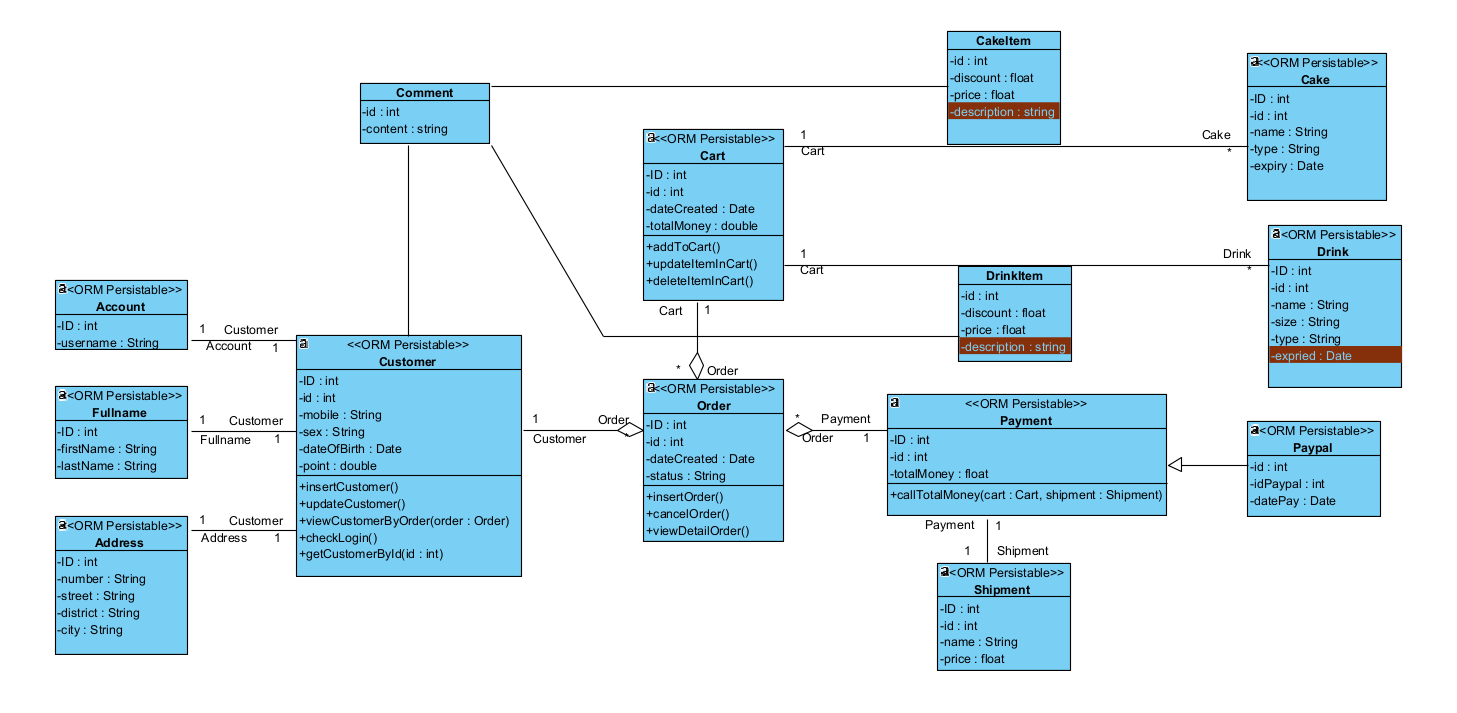 CakeItem
-id : int
-discount : float
-price : float
-description : string
a<<ORM Persistable>>
Cake
-ID : int
-id : int
-name : String
-type : String
-expiry : Date
Comment
-id : int
-content : string
a<<ORM Persistable>>
Cart
-ID : int
-id : int
-dateCreated : Date
-totalMoney : double
+addToCart()
+updateItemInCart()
+deleteItemInCart()
1
Cart
Cake
*
1
Cart
Drink
*
a<<ORM Persistable>>
Drink
-ID : int
-id : int
-name : String
-size : String
-type : String
-expried : Date
DrinkItem
-id : int
-discount : float
-price : float
-description : string
a<<ORM Persistable>>
Account
-ID : int
-username : String
1 Customer
Account 1
a <<ORM Persistable>>
Customer
-ID : int
-id : int
-mobile : String
-sex : String
-dateOfBirth : Date
-point : double
+insertCustomer()
+updateCustomer()
+viewCustomerByOrder(order : Order)
+checkLogin()
+getCustomerById(id : int)
Cart 1
* Order
a<<ORM Persistable>>
Fullname
-ID : int
-firstName : String
-lastName : String
1 Customer
Fullname 1
1 Order
Customer *
a<<ORM Persistable>>
Order
-ID : int
-id : int
-dateCreated : Date
-status : String
+insertOrder()
+cancelOrder()
+viewDetailOrder()
* Payment
Order 1
a <<ORM Persistable>>
Payment
-ID : int
-id : int
-totalMoney : float
+callTotalMoney(cart : Cart, shipment : Shipment)
a<<ORM Persistable>>
Paypal
-id : int
-idPaypal : int
-datePay : Date
a<<ORM Persistable>>
Address
-ID : int
-number : String
-street : String
-district : String
-city : String
1 Customer
Address 1
Payment 1
1 Shipment
a<<ORM Persistable>>
Shipment
-ID : int
-id : int
-name : String
-price : float